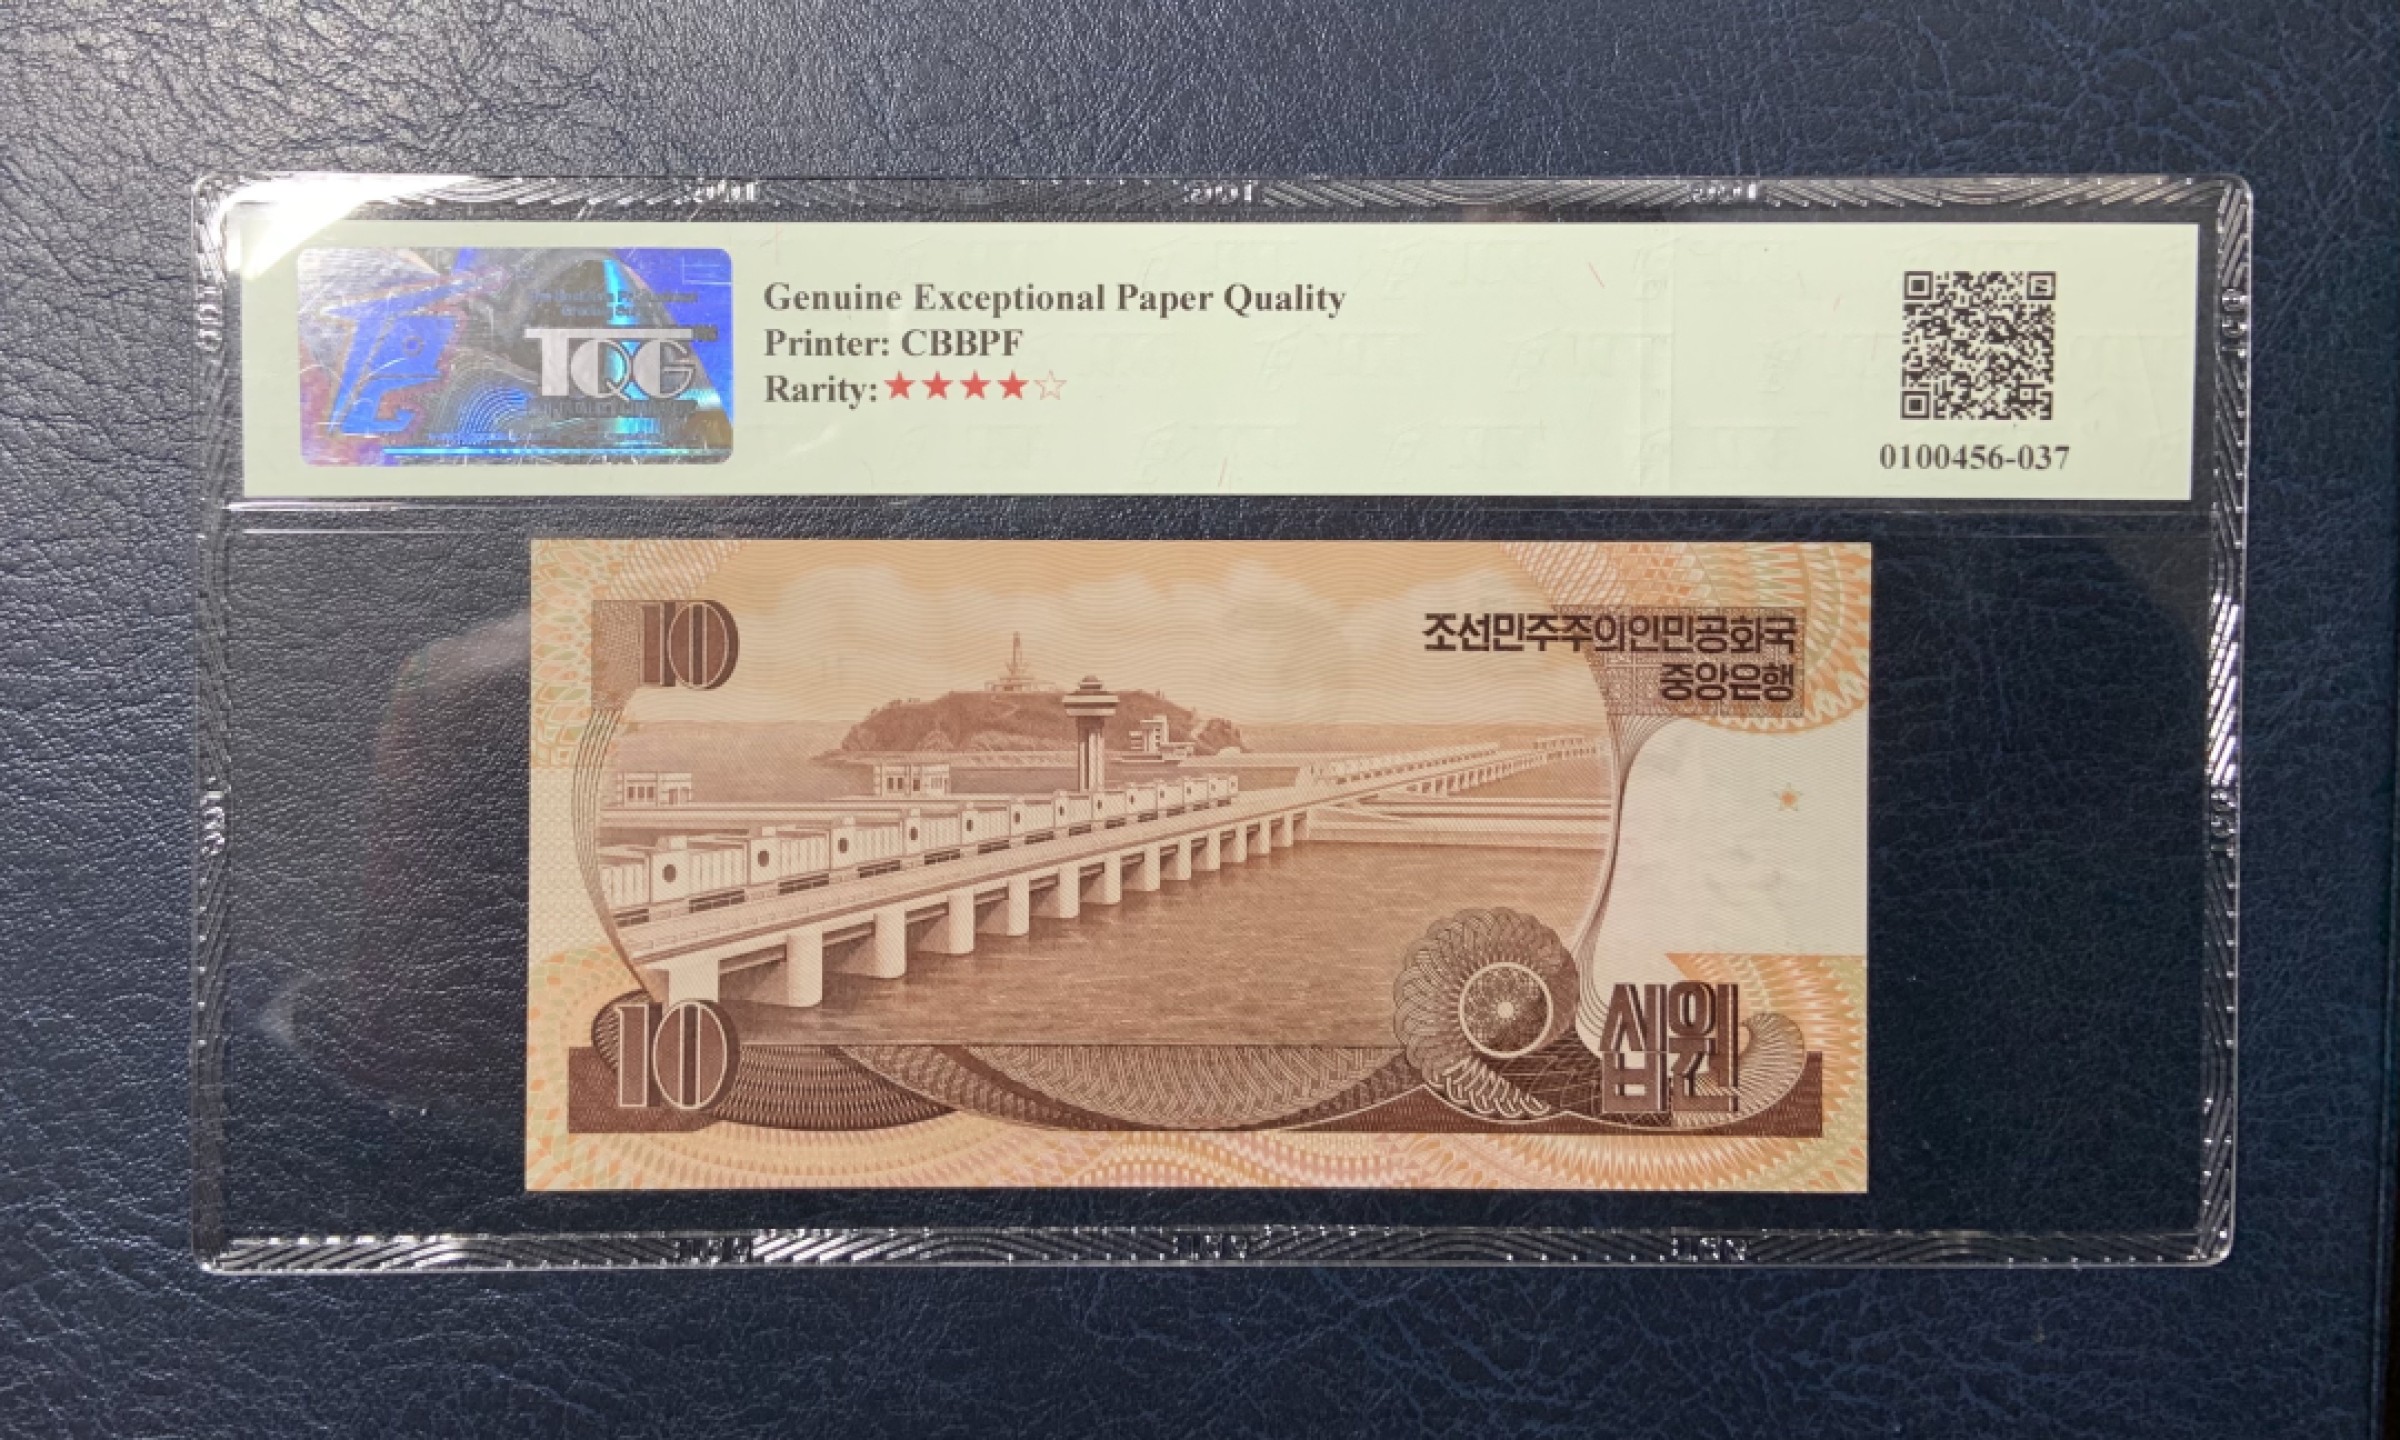 TQG
Genuine Exceptional Paper Quality
Printer: CBBPF
Rarity: ★★★★☆
0100456-037
10
조선민주주의인민공화국
중앙은행
10
십원